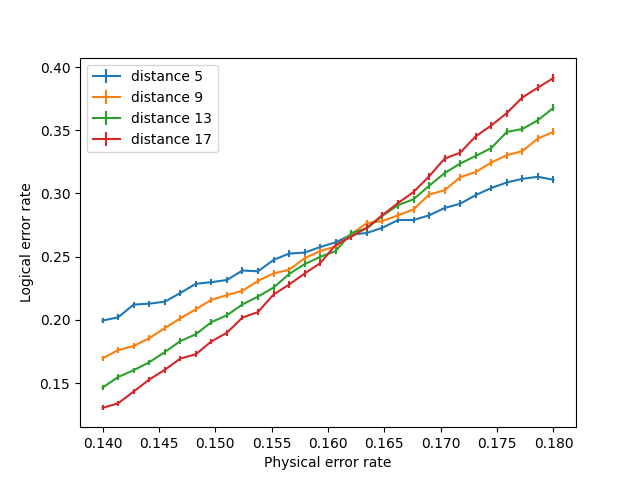 distance 5
distance 9
distance 13
distance 17
0.40
0.35
0.30
0.25
0.20
0.15
Logical error rate
0.140 0.145 0.150 0.155 0.160 0.165 0.170 0.175 0.180
Physical error rate